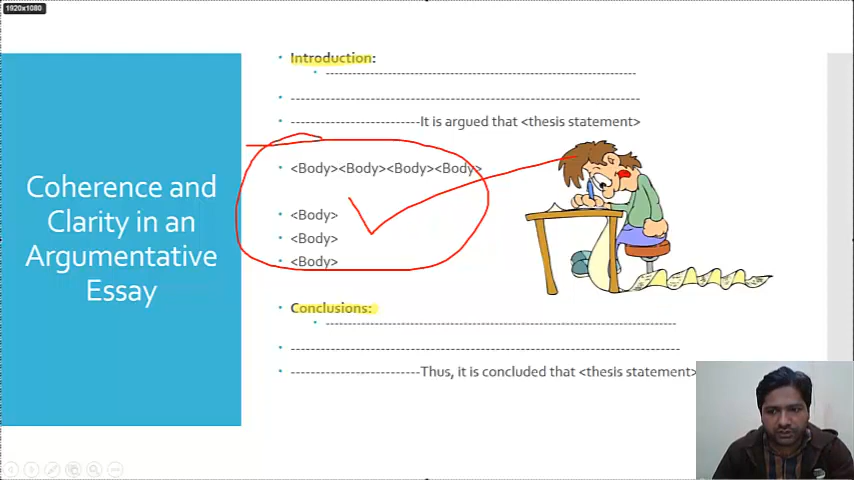 1920x1080
Coherence and
Clarity in an
Argumentative
Essay
Introduction:
It is argued that <thesis statement>
<Body><Body><Body><Body>
<Body>
<Body>
<Body>
Conclusions:
Thus, it is concluded that <thesis statement>